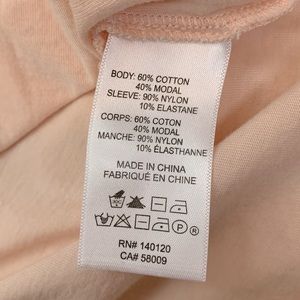 BODY: 60% COTTON
40% MODAL
SLEEVE: 90% NYLON
10% ELASTANE
CORPS: 60% COTON
40% MODAL
MANCHE: 90% NYLON
10% ÉLASTHANNE
MADE IN CHINA
FABRIQUÉ EN CHINE
RN# 140120
CA# 58009